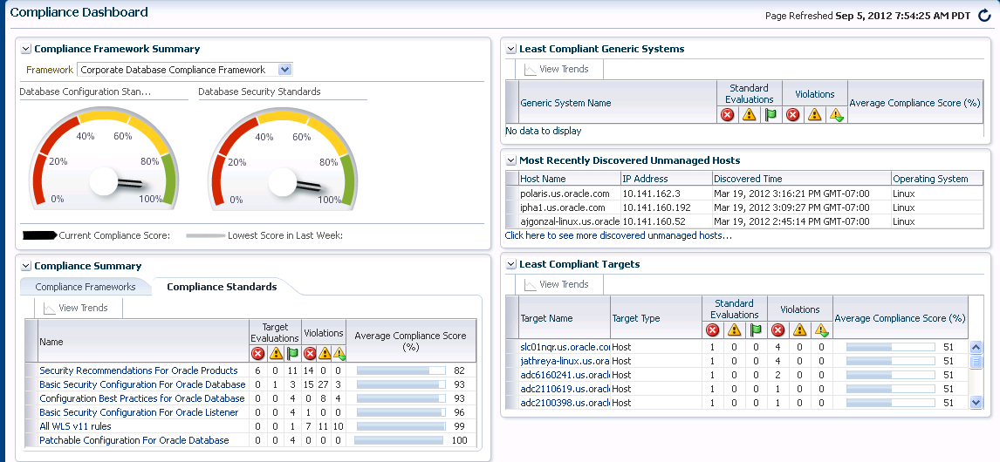 Compliance Dashboard
Page Refreshed Sep 5, 2012 7:54:25 AM PDT
Compliance Framework Summary
Framework Corporate Database Compliance Framework
Database Configuration Stan...
Database Security Standards
0%
20%
40%
60%
80%
100%
0%
20%
40%
60%
80%
100%
Current Compliance Score:
Lowest Score in Last Week:
Compliance Summary
Compliance Frameworks
Compliance Standards
View Trends
Name
Target Evaluations
Violations
Average Compliance Score (%)
Security Recommendations For Oracle Products 6 0 11 14 0 0 82
Basic Security Configuration For Oracle Database 0 1 3 15 27 3 93
Configuration Best Practices for Oracle Database 0 0 4 0 8 4 93
Basic Security Configuration For Oracle Listener 0 0 4 1 0 0 96
All WLS v11 rules 0 0 1 7 11 10 99
Patchable Configuration For Oracle Database 0 0 4 0 0 0 100
Least Compliant Generic Systems
View Trends
Generic System Name
Standard Evaluations
Violations
Average Compliance Score (%)
No data to display
Most Recently Discovered Unmanaged Hosts
Host Name IP Address Discovered Time Operating System
polaris.us.oracle.com 10.141.162.3 Mar 19, 2012 3:16:21 PM GMT-07:00 Linux
ipha1.us.oracle.com 10.141.160.192 Mar 19, 2012 3:09:27 PM GMT-07:00 Linux
ajgonzal-linux.us.oracle 10.141.160.52 Mar 19, 2012 2:45:14 PM GMT-07:00 Linux
Click here to see more discovered unmanaged hosts...
Least Compliant Targets
View Trends
Target Name
Target Type
Standard Evaluations
Violations
Average Compliance Score (%)
slc01nqr.us.oracle.co Host 1 0 0 4 0 0 51
jathreya-linux.us.ora Host 1 0 0 4 0 0 51
adc6160241.us.oracl Host 1 0 0 2 0 0 51
adc2110619.us.oracl Host 1 0 0 1 0 0 51
adc2100398.us.oracl Host 1 0 0 1 0 0 51